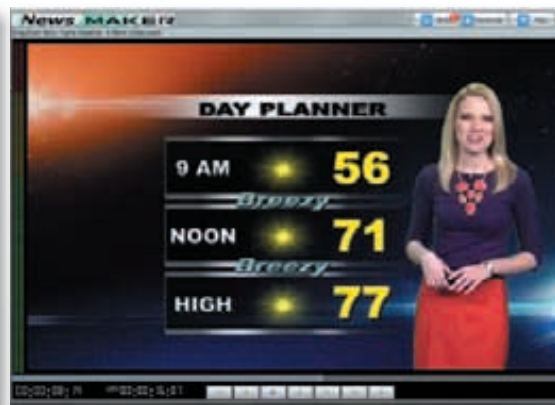 News MAKER
DAY PLANNER
9 AM 56
Breezy
NOON 71
Breezy
HIGH 77